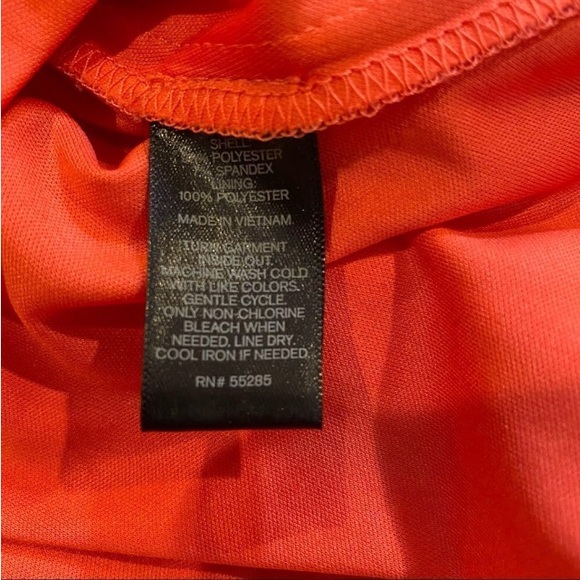 SHELL:
POLYESTER
SPANDEX
LINING:
100% POLYESTER
MADE IN VIETNAM
TURN GARMENT
INSIDE OUT.
MACHINE WASH COLD
WITH LIKE COLORS.
GENTLE CYCLE.
ONLY NON-CHLORINE
BLEACH WHEN
NEEDED. LINE DRY.
COOL IRON IF NEEDED.
RN# 55285